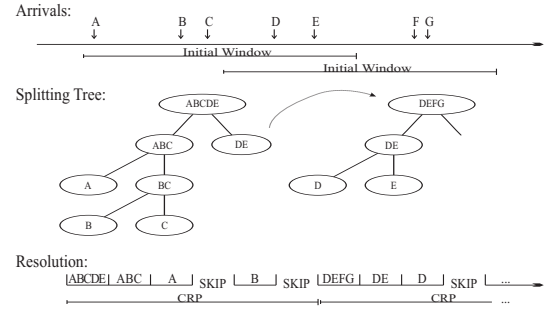 Arrivals:
A B C D E F G
Initial Window
Initial Window
Splitting Tree:
ABCDE DEFG
ABC DE DE
A BC D E
B C
Resolution:
ABCDE ABC A SKIP B SKIP DEFG DE D SKIP ...
CRP CRP ...